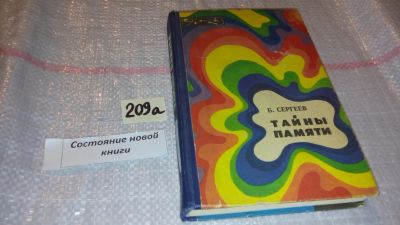 209а
Состояние новой
книги
Б. СЕРГЕЕВ
ТАЙНЫ
ПАМЯТИ